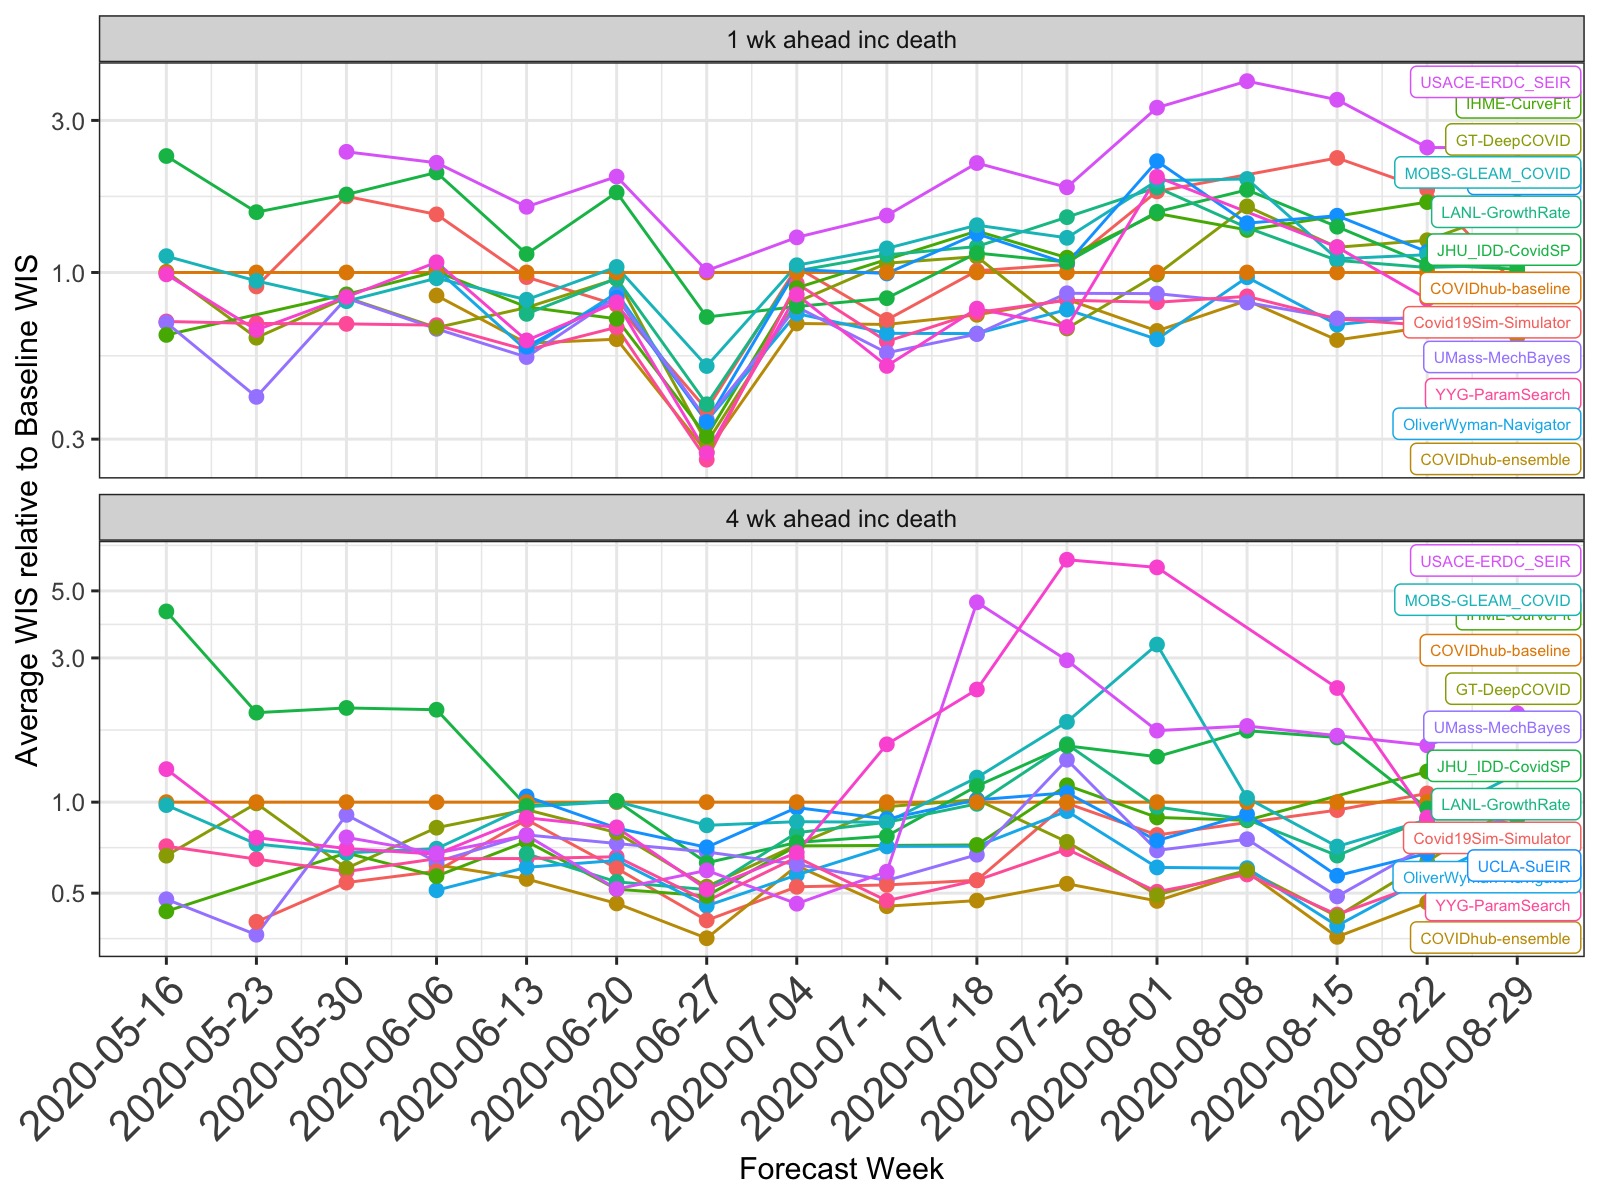 1 wk ahead inc death
3.0
1.0
0.3
USACE-ERDC_SEIR
IHME-CurveFit
GT-DeepCOVID
MOBS-GLEAM_COVID
LANL-GrowthRate
JHU_IDD-CovidSP
COVIDhub-baseline
Covid19Sim-Simulator
UMass-MechBayes
YYG-ParamSearch
OliverWyman-Navigator
COVIDhub-ensemble
Average WIS relative to Baseline WIS
4 wk ahead inc death
5.0
3.0
1.0
0.5
USACE-ERDC_SEIR
MOBS-GLEAM_COVID
IHME-CurveFit
COVIDhub-baseline
GT-DeepCOVID
UMass-MechBayes
JHU_IDD-CovidSP
LANL-GrowthRate
Covid19Sim-Simulator
UCLA-SuEIR
OliverWyman-Navigator
YYG-ParamSearch
COVIDhub-ensemble
2020-05-16
2020-05-23
2020-05-30
2020-06-06
2020-06-13
2020-06-20
2020-06-27
2020-07-04
2020-07-11
2020-07-18
2020-07-25
2020-08-01
2020-08-08
2020-08-15
2020-08-22
2020-08-29
Forecast Week